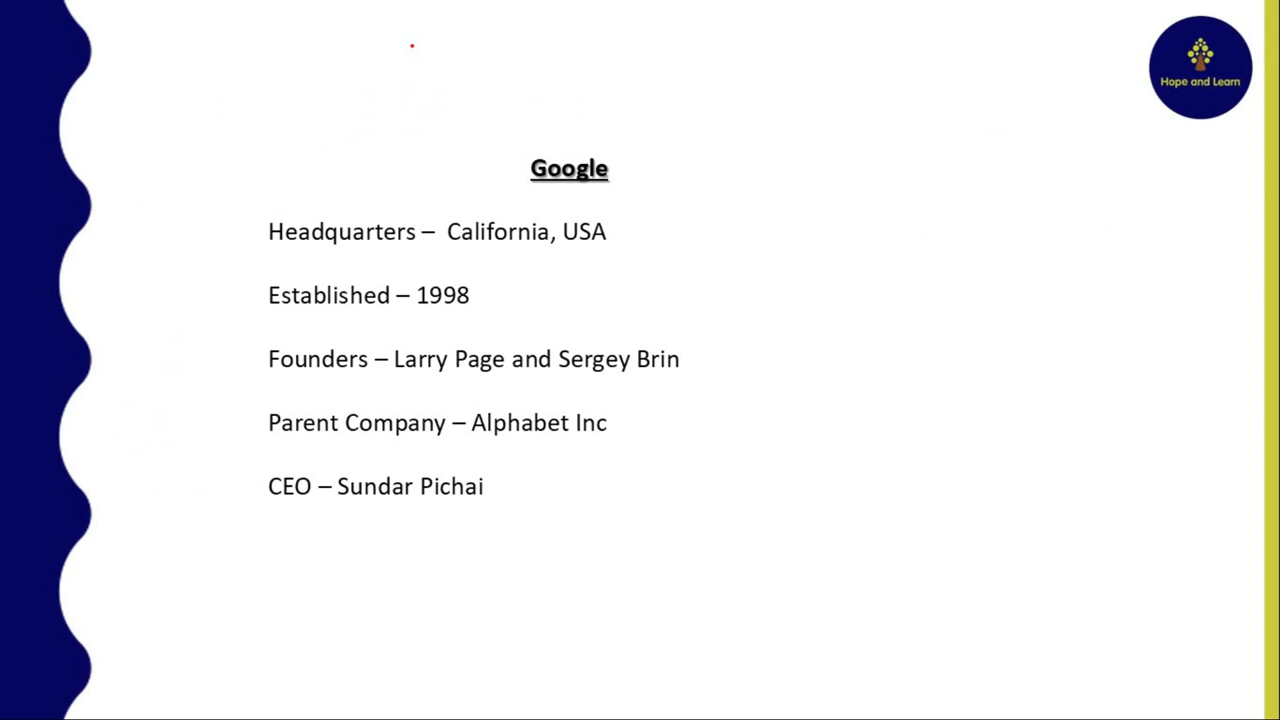 Hope and Learn
Google
Headquarters – California, USA
Established – 1998
Founders – Larry Page and Sergey Brin
Parent Company – Alphabet Inc
CEO – Sundar Pichai